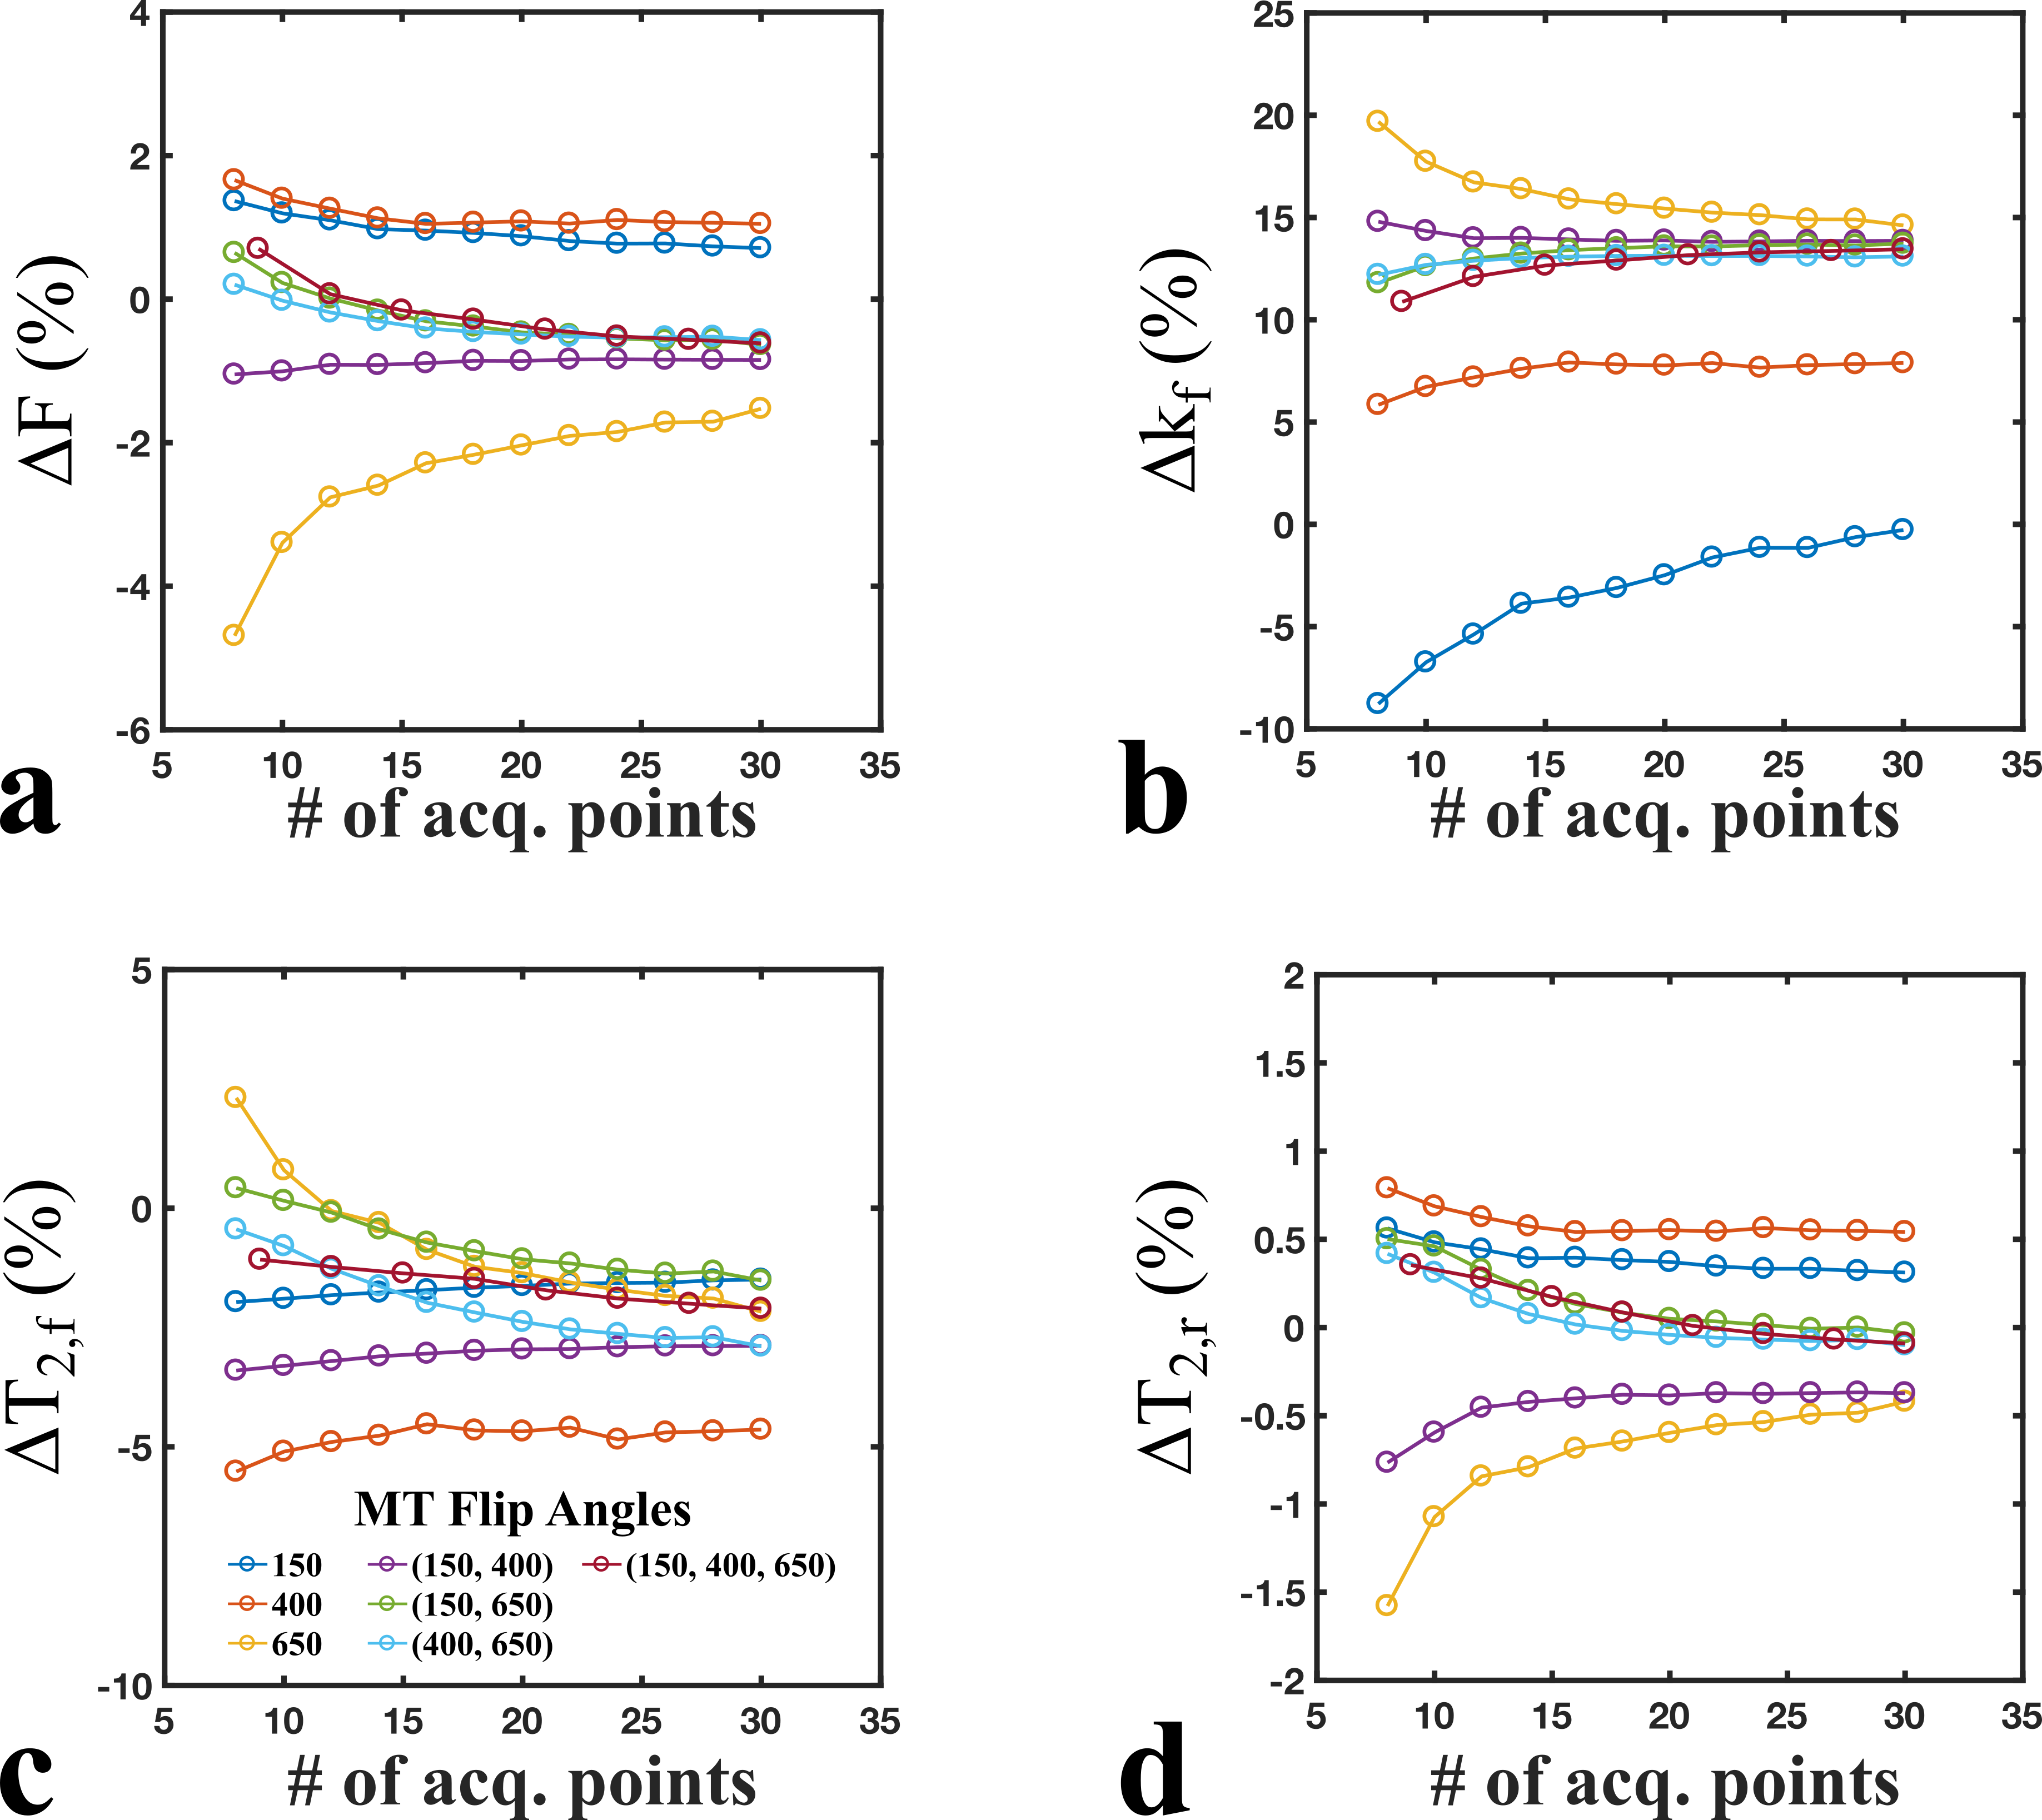 4
2
0
-2
-4
-6
5 10 15 20 25 30 35
ΔF (%)
# of acq. points
a
25
20
15
10
5
0
-5
-10
5 10 15 20 25 30 35
Δkf (%)
# of acq. points
b
5
0
-5
-10
5 10 15 20 25 30 35
ΔT2,f (%)
MT Flip Angles
150 (150, 400) (150, 400, 650)
400 (150, 650)
650 (400, 650)
# of acq. points
c
2
1.5
1
0.5
0
-0.5
-1
-1.5
-2
5 10 15 20 25 30 35
ΔT2,r (%)
# of acq. points
d